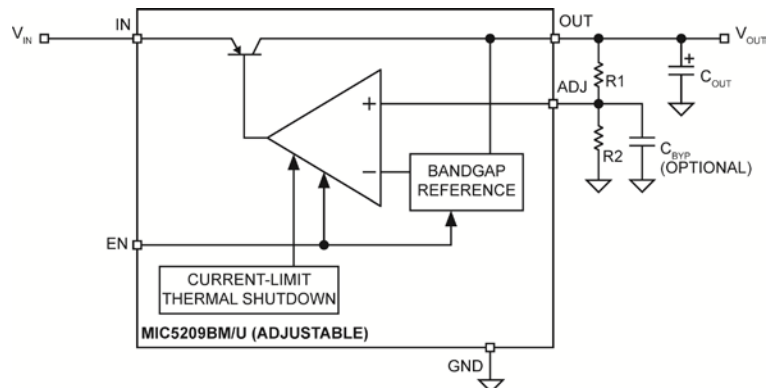 V_IN
IN
OUT
V_OUT
R1
+
C_OUT
ADJ
+
R2
C_BYP
(OPTIONAL)
−
BANDGAP
REFERENCE
EN
CURRENT-LIMIT
THERMAL SHUTDOWN
MIC5209BM/U (ADJUSTABLE)
GND